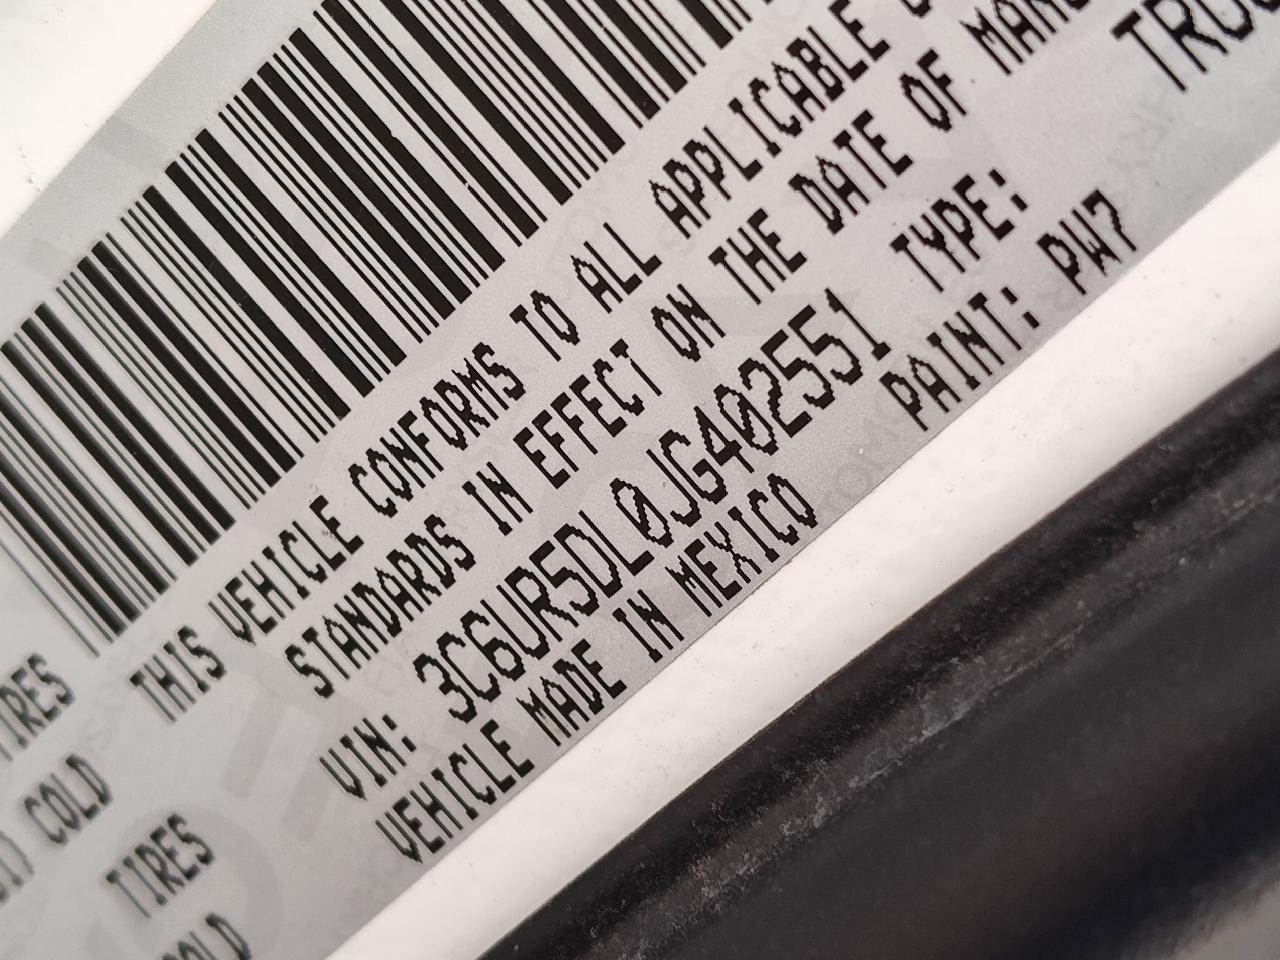 THIS VEHICLE CONFORMS TO ALL APPLICABLE
STANDARDS IN EFFECT ON THE DATE OF
VIN: 3C6UR5DL0JG402551 TYPE:
VEHICLE MADE IN MEXICO PAINT: PW7
COLD
TIRES